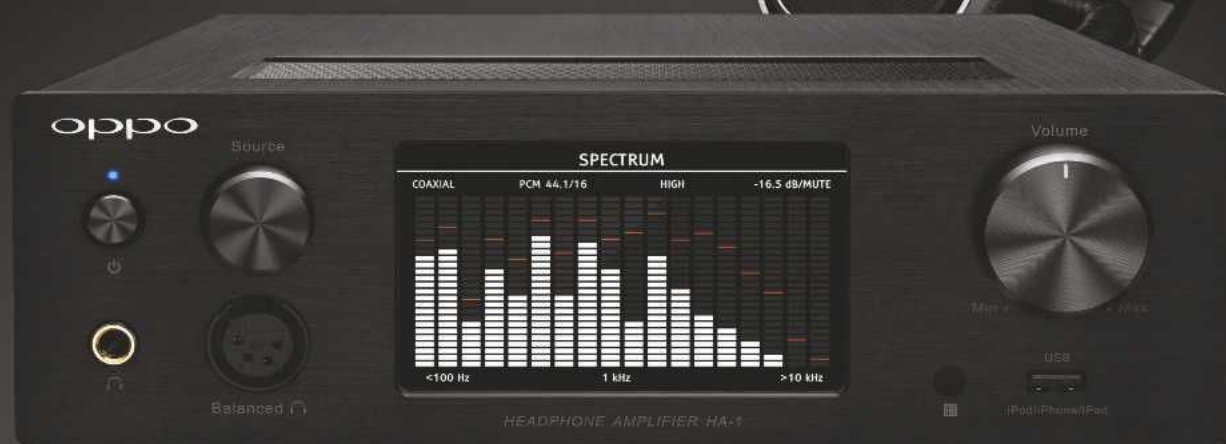 oppo
Source
Volume
SPECTRUM
COAXIAL PCM 44.1/16 HIGH -16.5 dB/MUTE
<100 Hz 1 kHz >10 kHz
Min
Max
USB
Balanced
iPod/iPhone/iPad
HEADPHONE AMPLIFIER HA-1